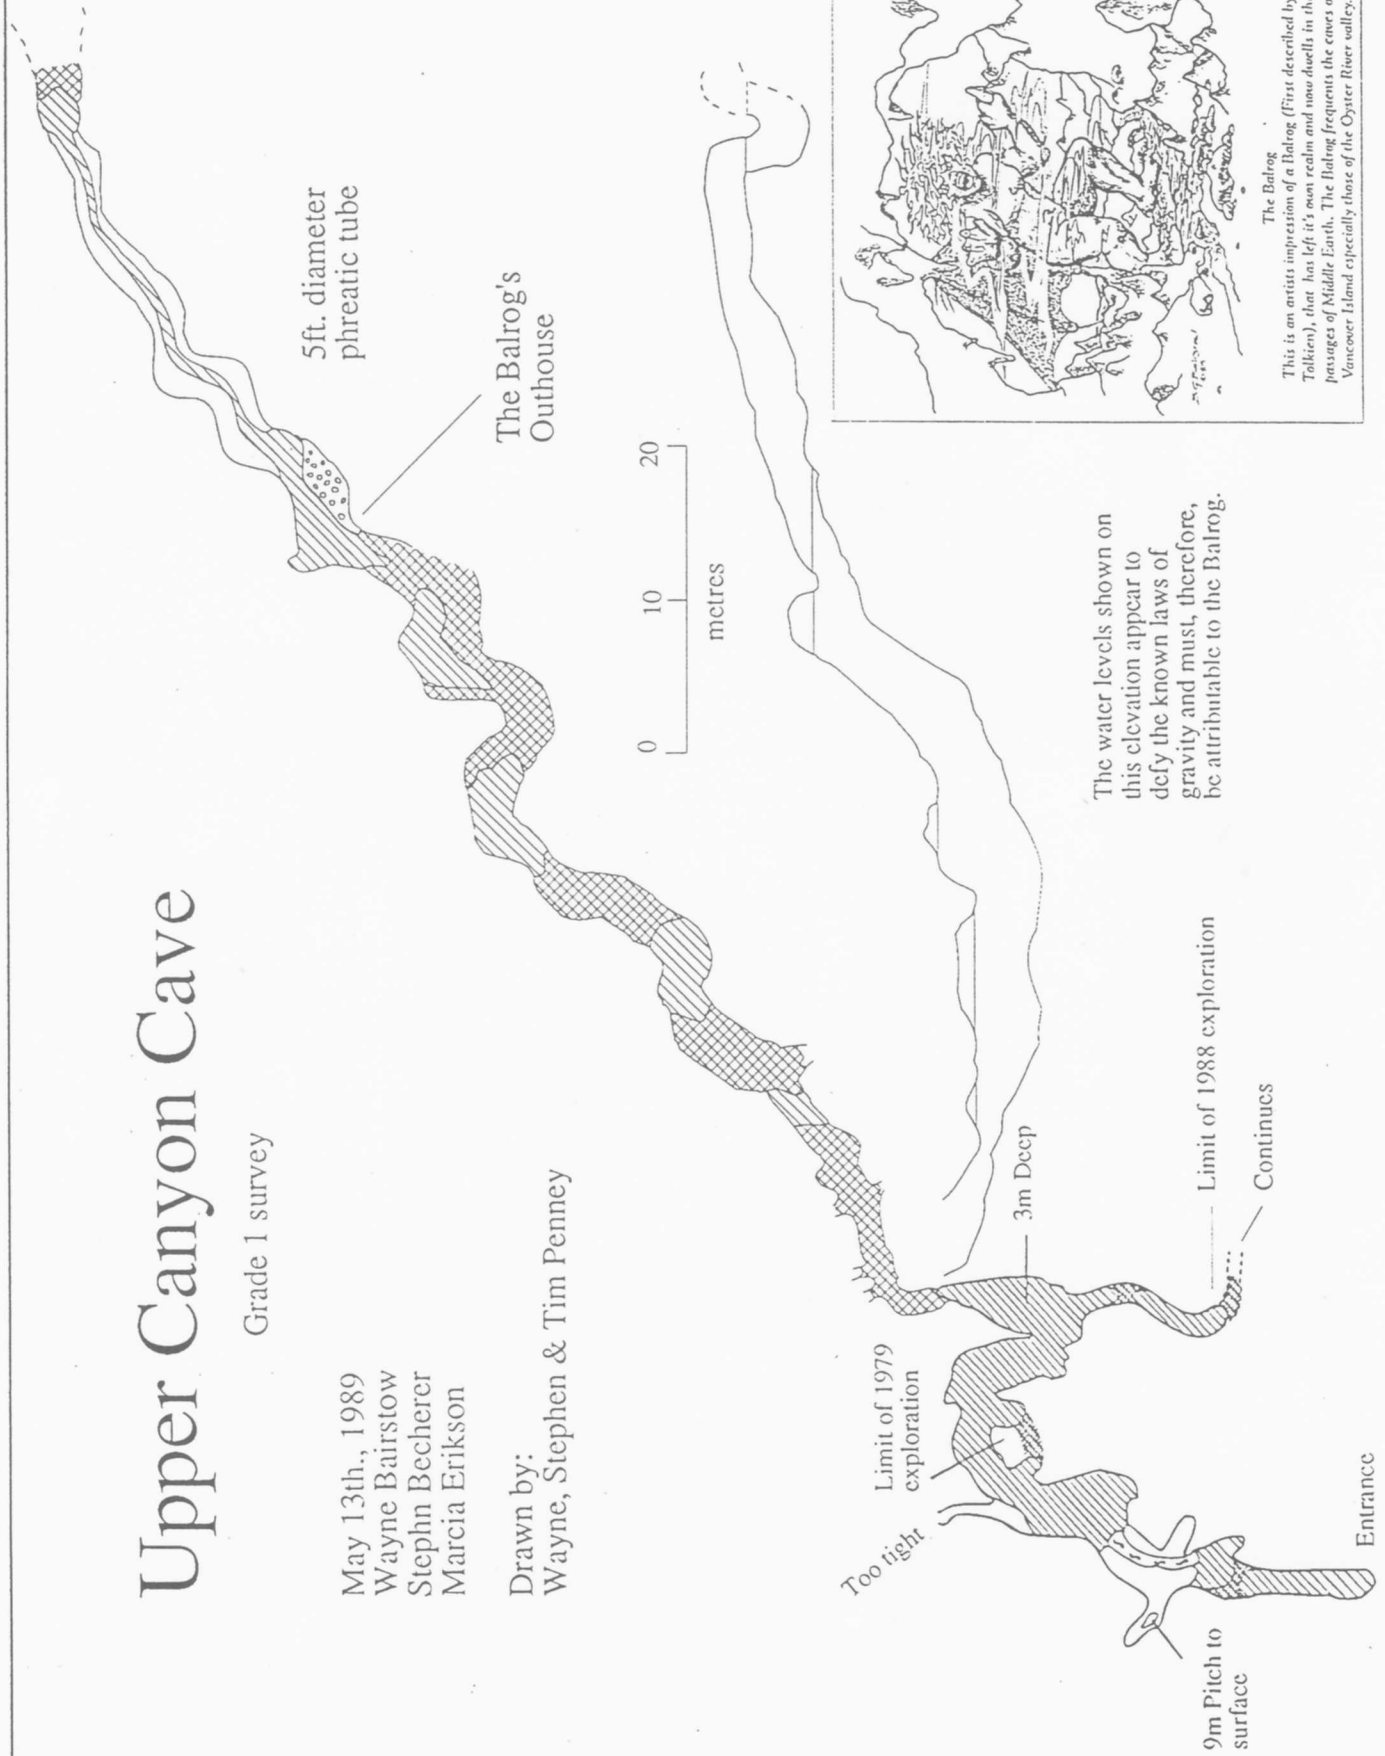 Upper Canyon Cave
Grade 1 survey
May 13th., 1989
Wayne Bairstow
Stephn Becherer
Marcia Erikson
Drawn by:
Wayne, Stephen & Tim Penney
5ft. diameter
phreatic tube
The Balrog's
Outhouse
0 10 20
metres
Too tight
Limit of 1979
exploration
3m Deep
9m Pitch to
surface
Entrance
Limit of 1988 exploration
Continues
The water levels shown on
this elevation appear to
defy the known laws of
gravity and must, therefore,
be attributable to the Balrog.
The Balrog
This is an artists impression of a Balrog (First described by
Tolkien), that has left it's own realm and now dwells in the
passages of Middle Earth. The Balrog frequents the caves o
Vancouver Island especially those of the Oyster River valley.